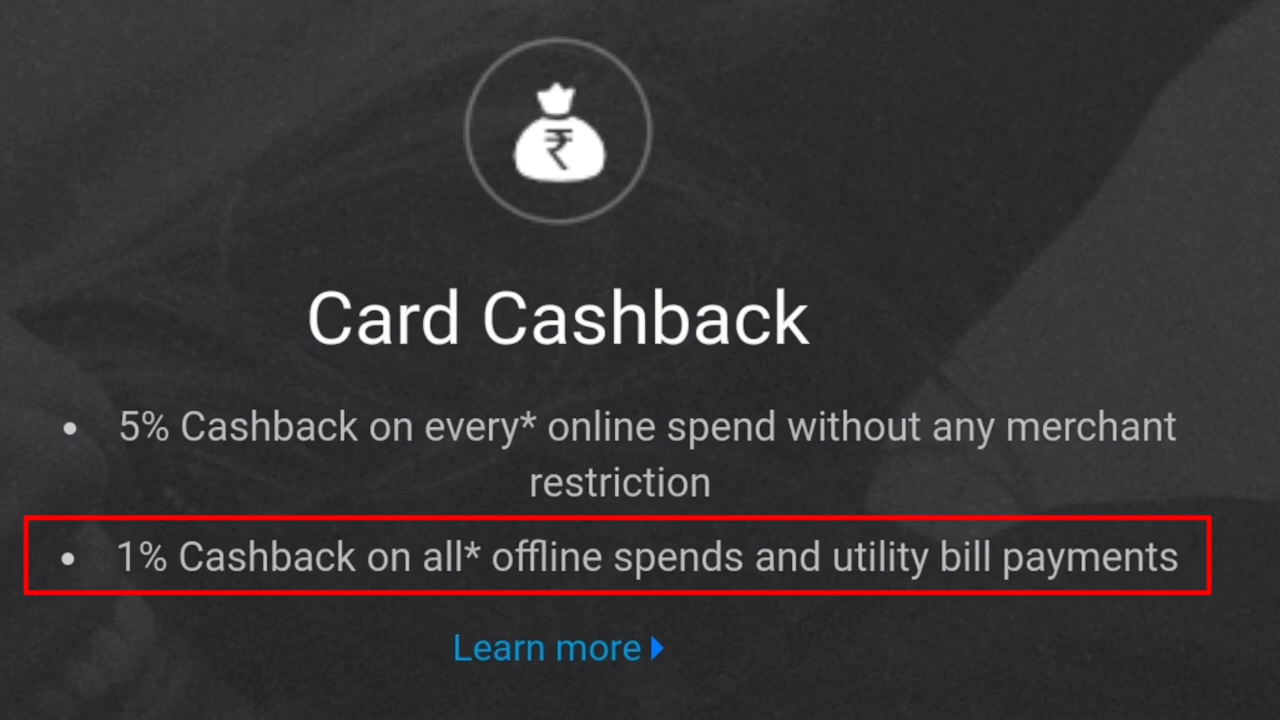 ₹
Card Cashback
• 5% Cashback on every* online spend without any merchant
restriction
• 1% Cashback on all* offline spends and utility bill payments
Learn more